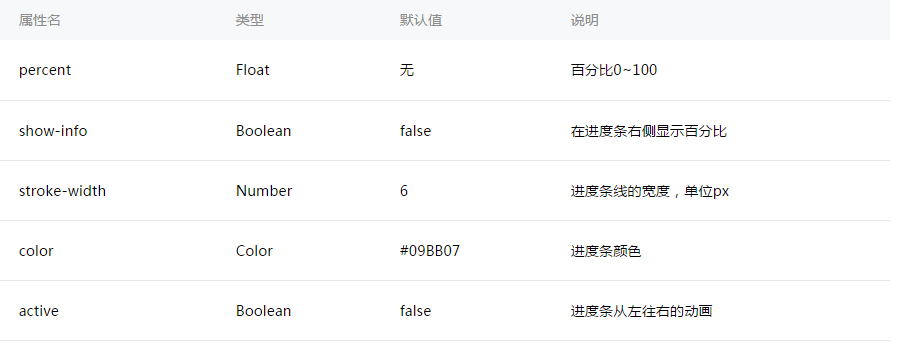 属性名 类型 默认值 说明
percent Float 无 百分比0~100
show-info Boolean false 在进度条右侧显示百分比
stroke-width Number 6 进度条线的宽度，单位px
color Color #09BB07 进度条颜色
active Boolean false 进度条从左往右的动画